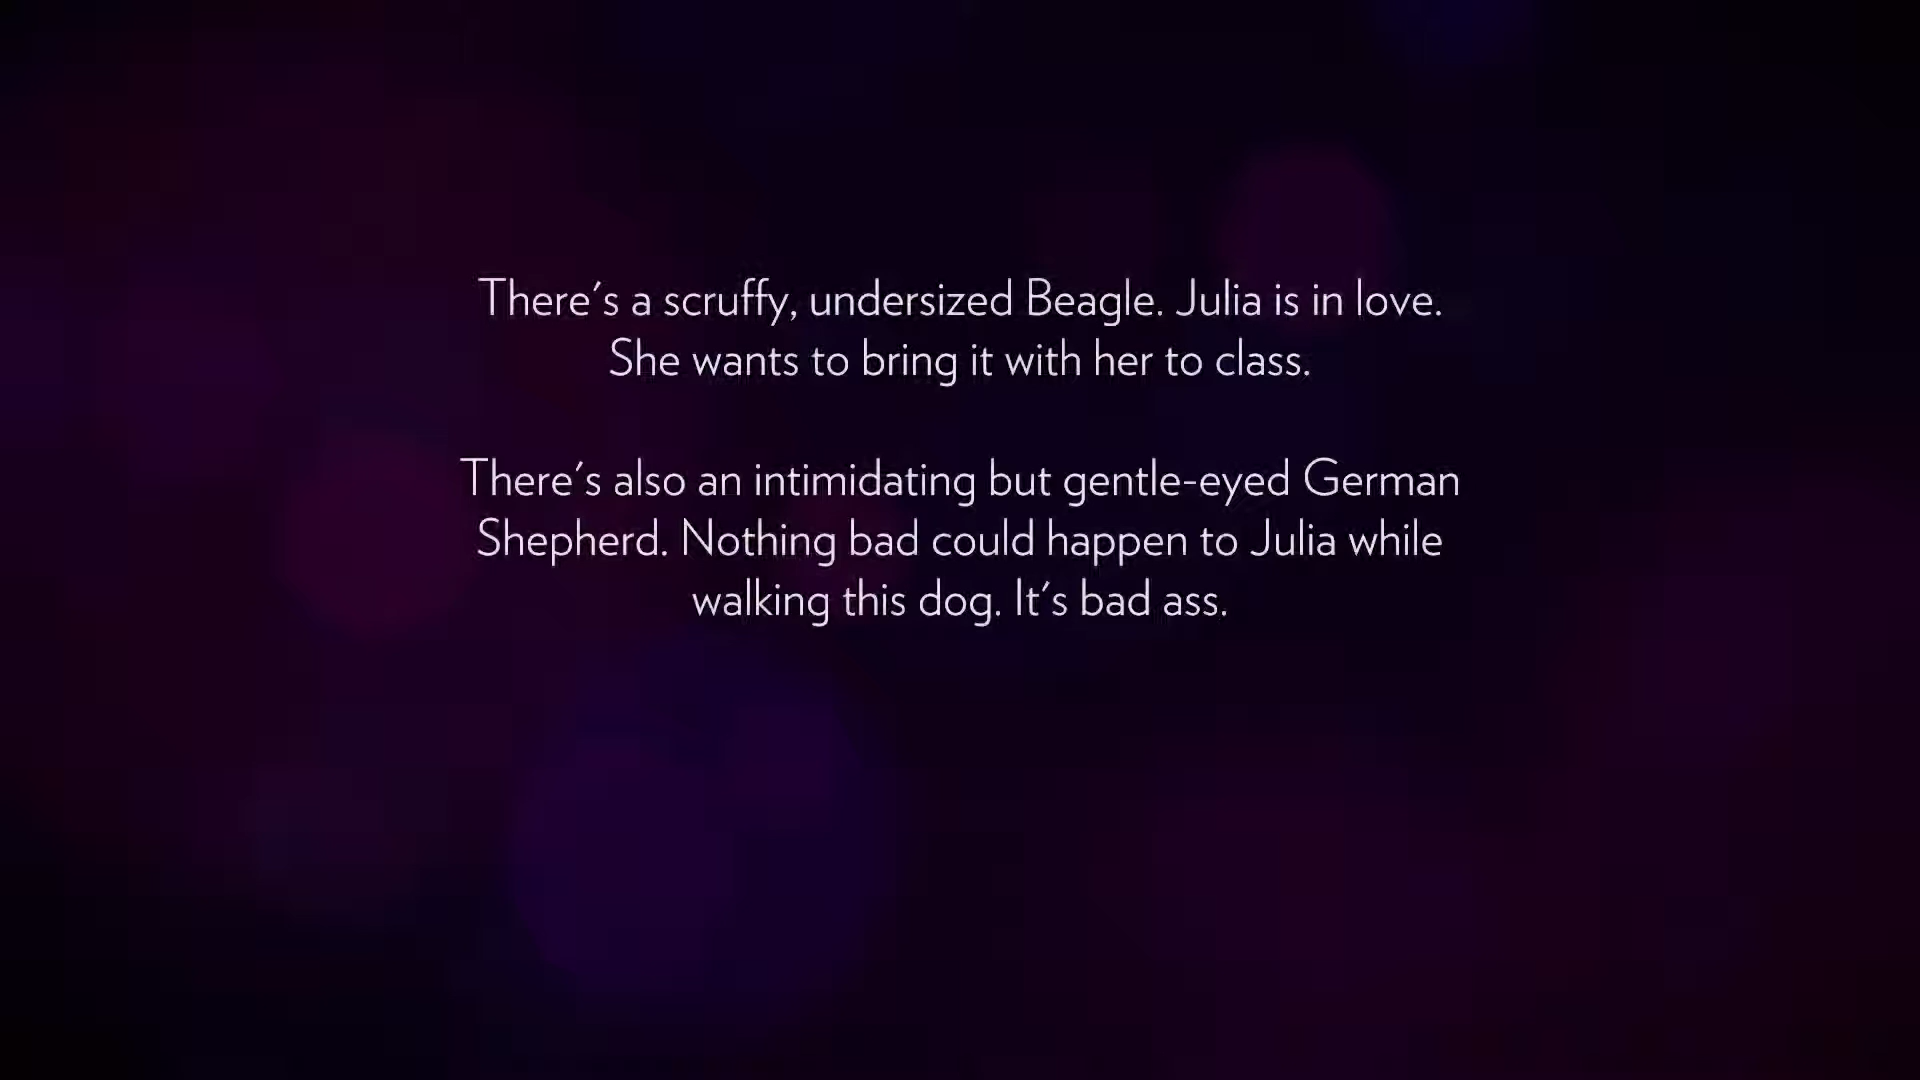 There's a scruffy, undersized Beagle. Julia is in love.
She wants to bring it with her to class.
There's also an intimidating but gentle-eyed German
Shepherd. Nothing bad could happen to Julia while
walking this dog. It's bad ass.